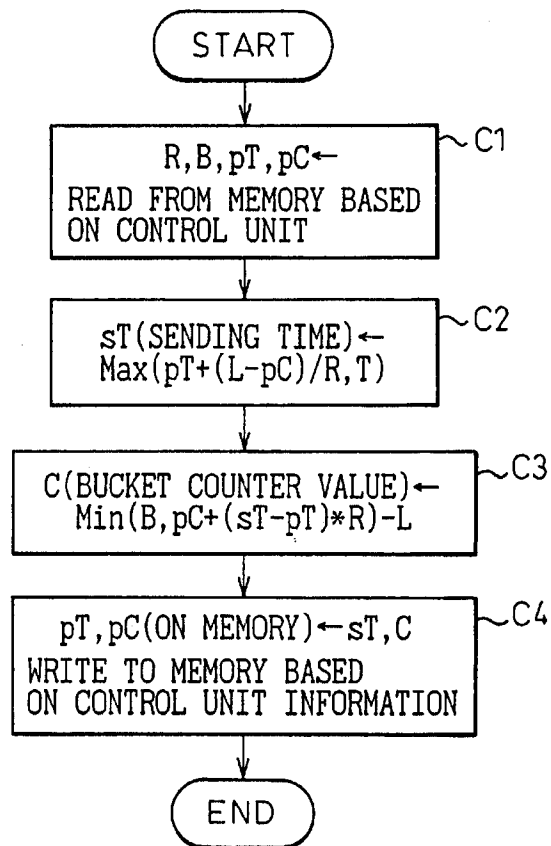 START
C1
R,B,pT,pC←
READ FROM MEMORY BASED
ON CONTROL UNIT
C2
sT(SENDING TIME)←
Max(pT+(L-pC)/R,T)
C3
C(BUCKET COUNTER VALUE)←
Min(B,pC+(sT-pT)*R)-L
C4
pT,pC(ON MEMORY)←sT,C
WRITE TO MEMORY BASED
ON CONTROL UNIT INFORMATION
END